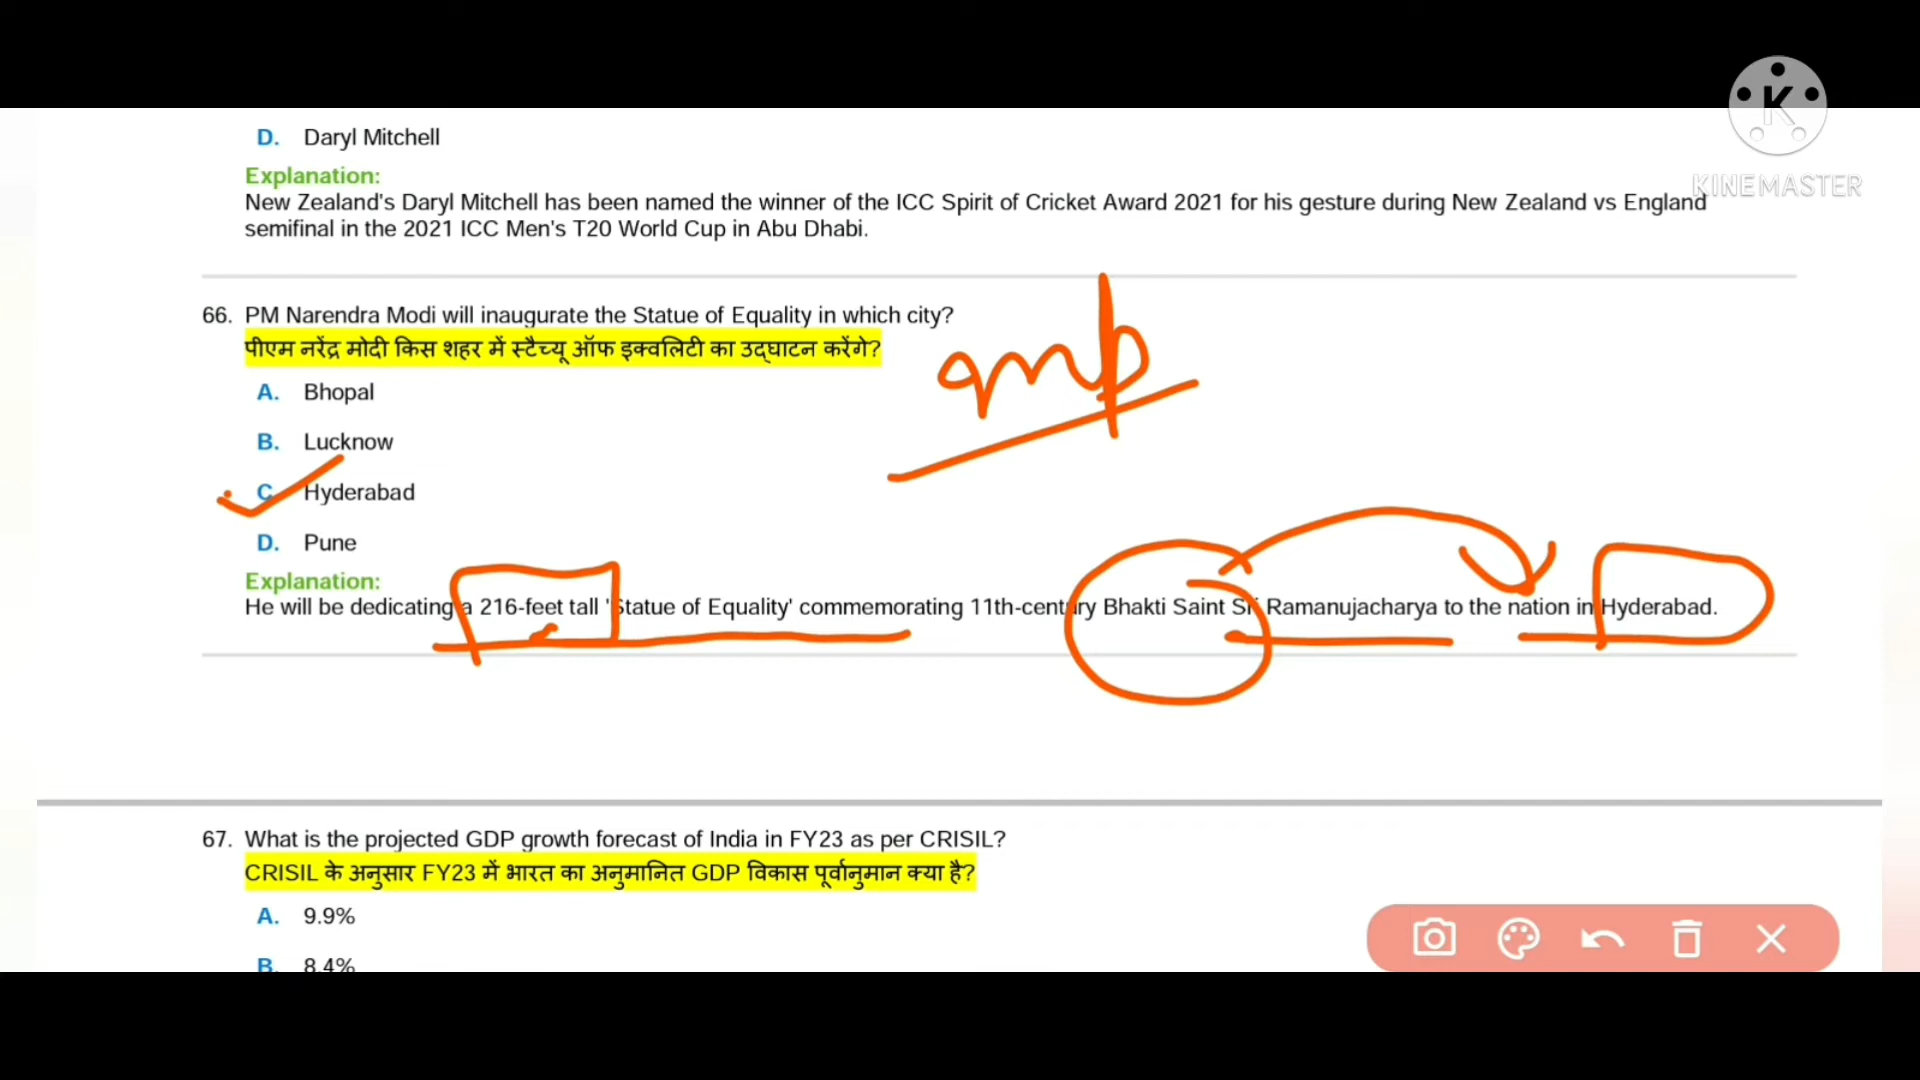 D. Daryl Mitchell
K
Explanation:
KINEMASTER
New Zealand's Daryl Mitchell has been named the winner of the ICC Spirit of Cricket Award 2021 for his gesture during New Zealand vs England
semifinal in the 2021 ICC Men's T20 World Cup in Abu Dhabi.
66. PM Narendra Modi will inaugurate the Statue of Equality in which city?
पीएम नरेंद्र मोदी किस शहर में स्टैच्यू ऑफ इक्वलिटी का उद्घाटन करेंगे?
A. Bhopal
B. Lucknow
C. Hyderabad
D. Pune
Explanation:
He will be dedicating a 216-feet tall 'Statue of Equality' commemorating 11th-century Bhakti Saint Sri Ramanujacharya to the nation in Hyderabad.
67. What is the projected GDP growth forecast of India in FY23 as per CRISIL?
CRISIL के अनुसार FY23 में भारत का अनुमानित GDP विकास पूर्वानुमान क्या है?
A. 9.9%
B. 8.4%